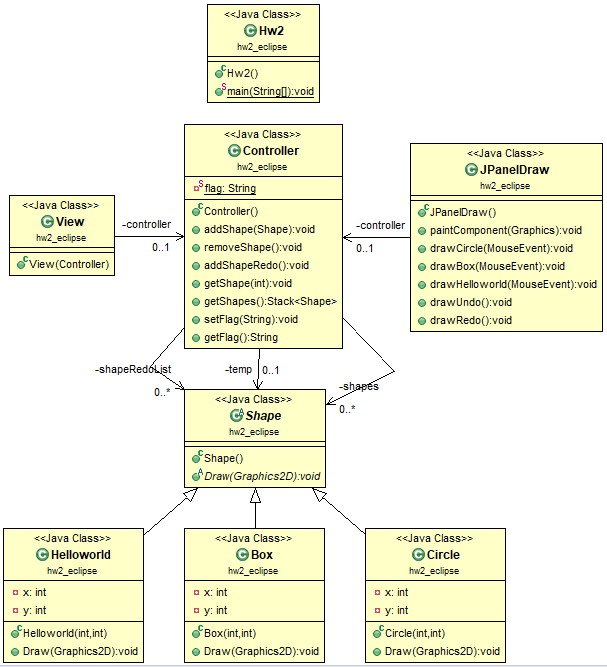 <<Java Class>>
Hw2
hw2_eclipse
Hw2()
main(String[]):void
<<Java Class>>
Controller
hw2_eclipse
flag: String
Controller()
addShape(Shape):void
removeShape():void
addShapeRedo():void
getShape(int):void
getShapes():Stack<Shape>
setFlag(String):void
getFlag():String
<<Java Class>>
JPanelDraw
hw2_eclipse
JPanelDraw()
paintComponent(Graphics):void
drawCircle(MouseEvent):void
drawBox(MouseEvent):void
drawHelloworld(MouseEvent):void
drawUndo():void
drawRedo():void
<<Java Class>>
View
hw2_eclipse
View(Controller)
-controller
0..1
-controller
0..1
-shapeRedoList
0..*
-temp
0..1
-shapes
0..*
<<Java Class>>
Shape
hw2_eclipse
Shape()
Draw(Graphics2D):void
<<Java Class>>
Helloworld
hw2_eclipse
x: int
y: int
Helloworld(int,int)
Draw(Graphics2D):void
<<Java Class>>
Box
hw2_eclipse
x: int
y: int
Box(int,int)
Draw(Graphics2D):void
<<Java Class>>
Circle
hw2_eclipse
x: int
y: int
Circle(int,int)
Draw(Graphics2D):void